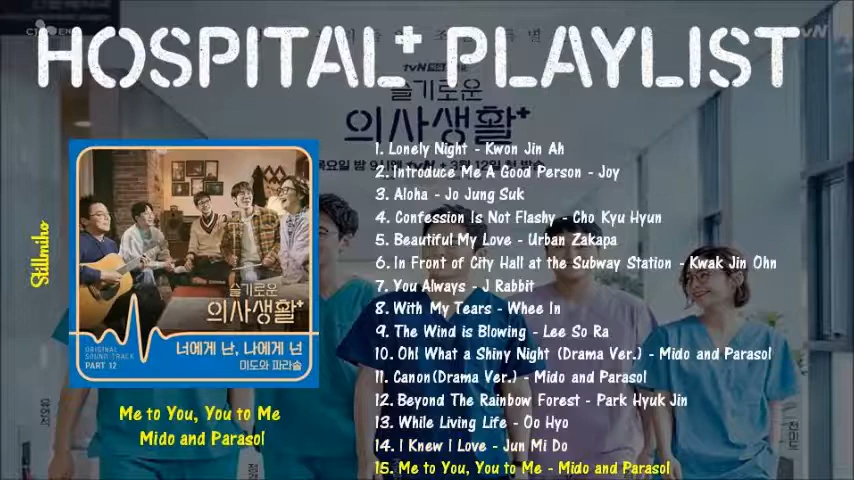 HOSPITAL+ PLAYLIST
tvN
슬기로운
의사생활+
1. Lonely Night - Kwon Jin Ah
2. Introduce Me A Good Person - Joy
3. Aloha - Jo Jung Suk
4. Confession Is Not Flashy - Cho Kyu Hyun
5. Beautiful My Love - Urban Zakapa
6. In Front of City Hall at the Subway Station - Kwak Jin Ohn
7. You Always - J Rabbit
8. With My Tears - Whee In
9. The Wind is Blowing - Lee So Ra
10. Oh! What a Shiny Night (Drama Ver.) - Mido and Parasol
11. Canon(Drama Ver.) - Mido and Parasol
12. Beyond The Rainbow Forest - Park Hyuk Jin
13. While Living Life - Oo Hyo
14. I Knew I Love - Jun Mi Do
15. Me to You, You to Me - Mido and Parasol
Stillmiho
슬기로운
의사생활+
ORIGINAL
SOUND TRACK
PART 12
너에게 난, 나에게 넌
미도와 파라솔
Me to You, You to Me
Mido and Parasol